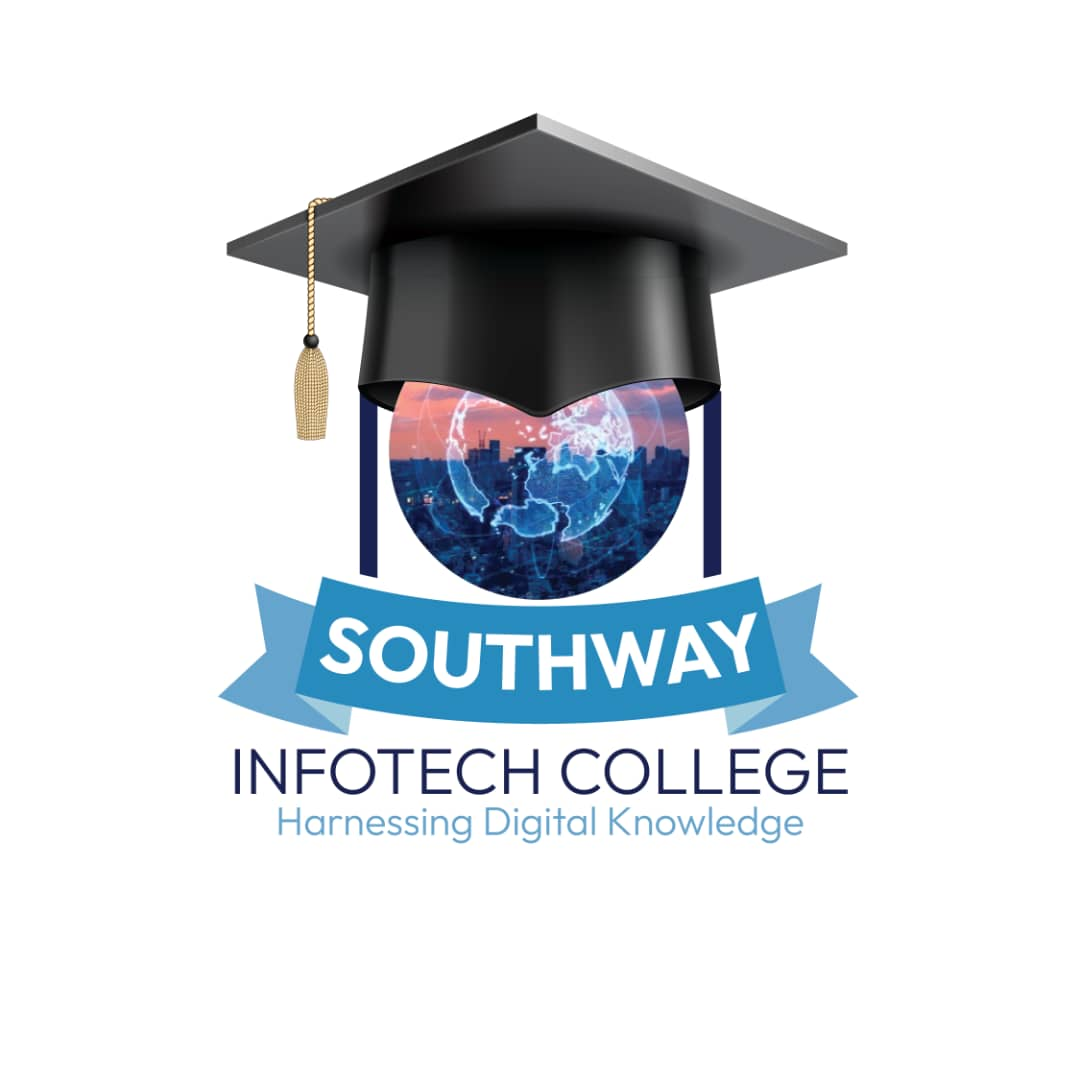 SOUTHWAY
INFOTECH COLLEGE
Harnessing Digital Knowledge